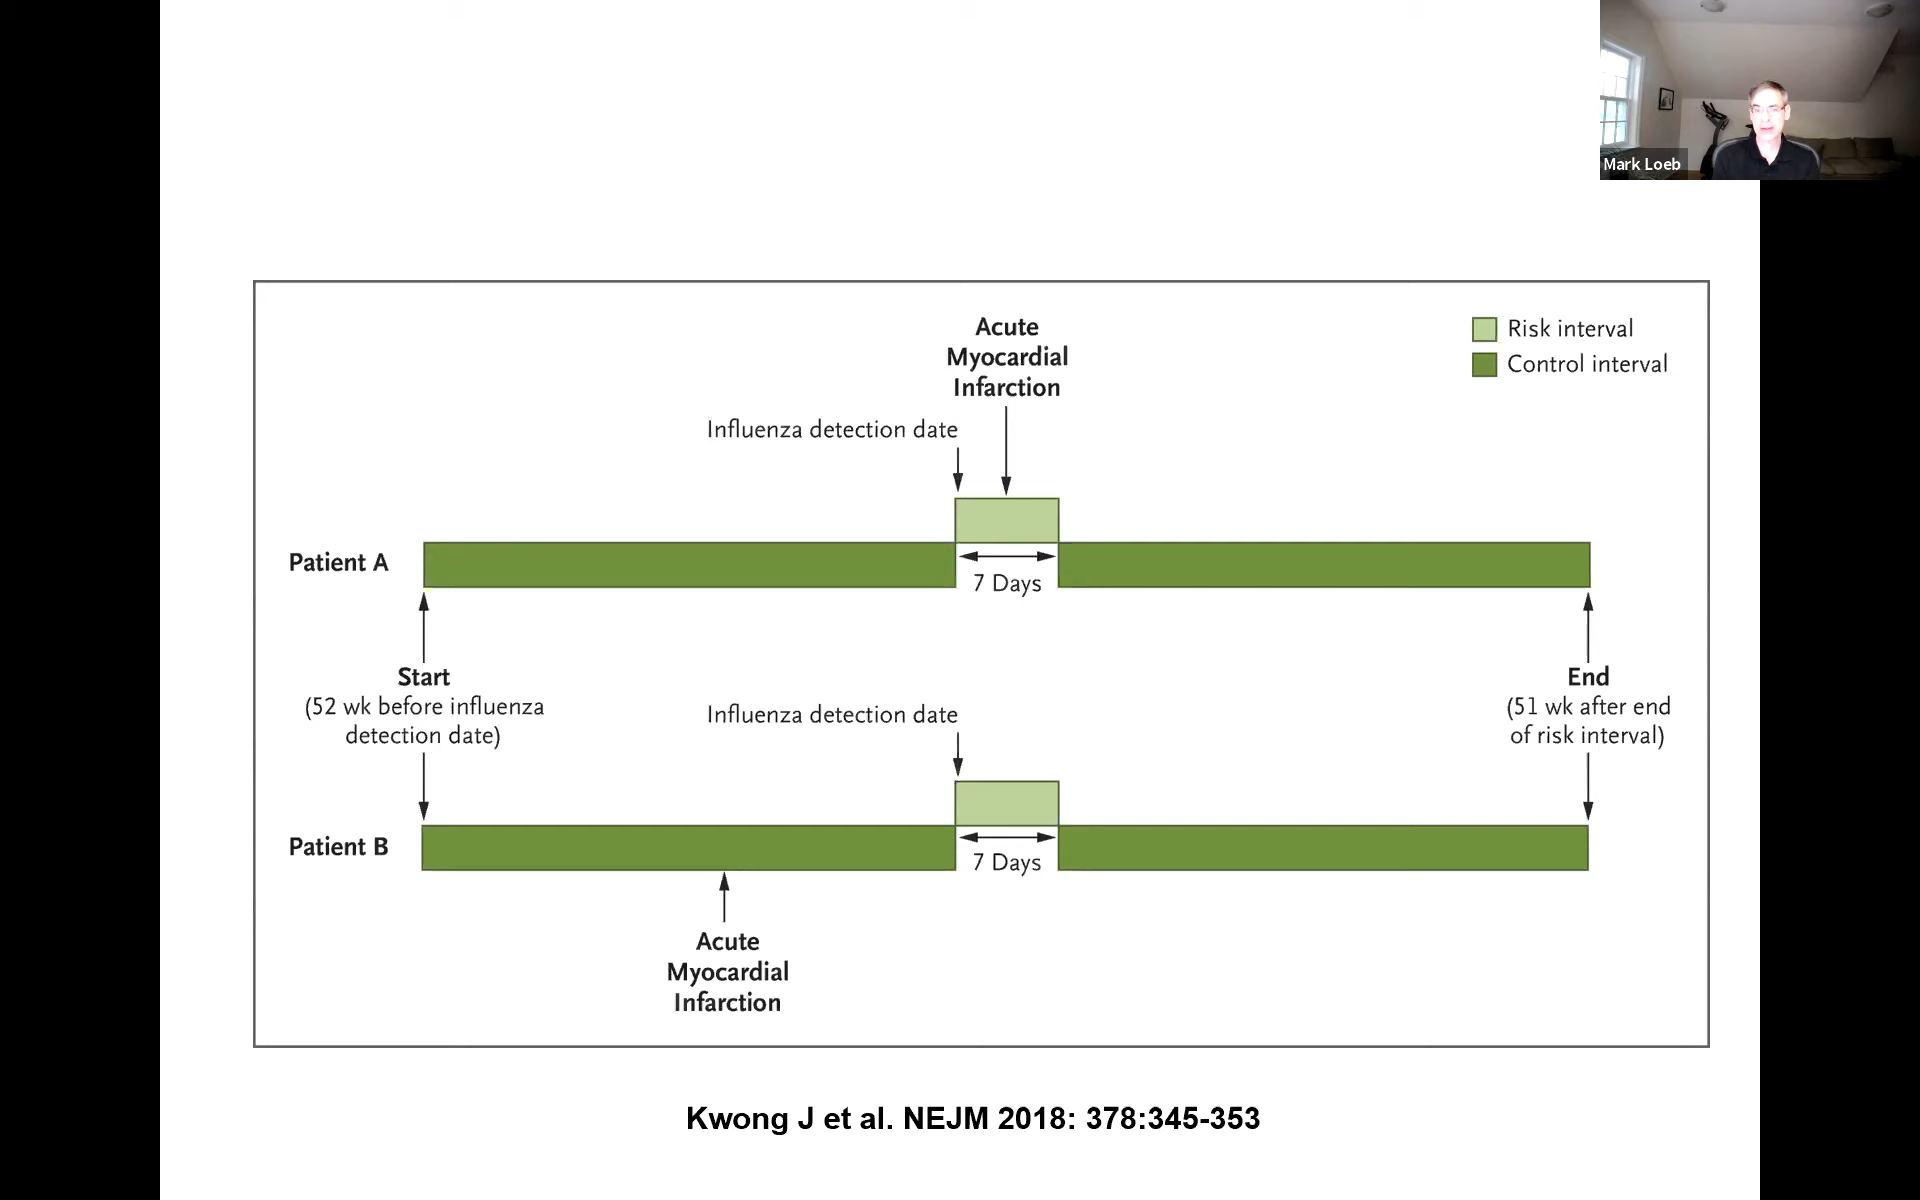 Mark Loeb
Acute
Myocardial
Infarction
Risk interval
Control interval
Influenza detection date
Patient A
7 Days
Start
(52 wk before influenza
detection date)
End
(51 wk after end
of risk interval)
Influenza detection date
Patient B
7 Days
Acute
Myocardial
Infarction
Kwong J et al. NEJM 2018: 378:345-353